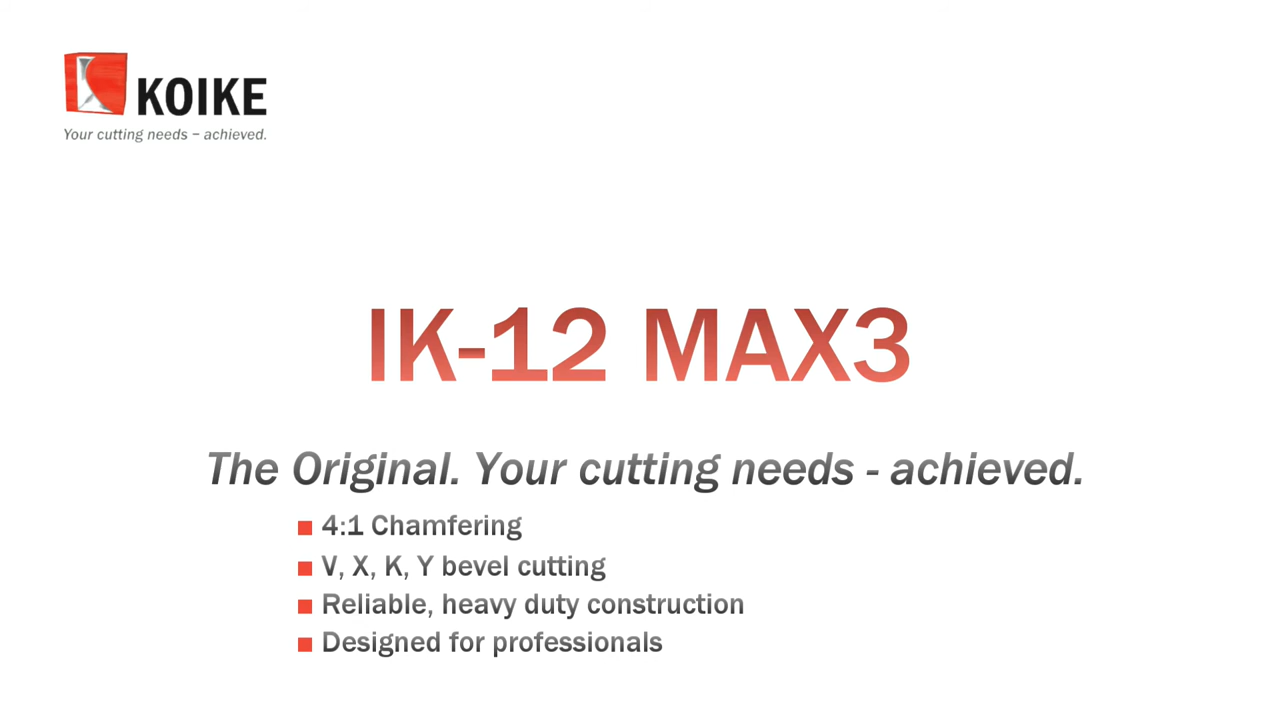 KOIKE
Your cutting needs – achieved.
IK-12 MAX3
The Original. Your cutting needs - achieved.
4:1 Chamfering
V, X, K, Y bevel cutting
Reliable, heavy duty construction
Designed for professionals